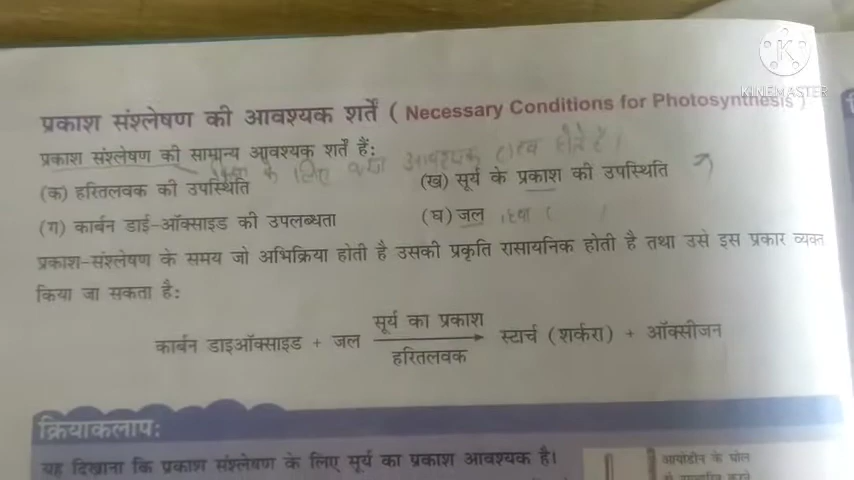 KINEMASTER
प्रकाश संश्लेषण की आवश्यक शर्तें ( Necessary Conditions for Photosynthesis )
प्रकाश संश्लेषण की सामान्य आवश्यक शर्तें हैं:
के लिए क्या आवश्यक होते हैं।
(क) हरितलवक की उपस्थिति (ख) सूर्य के प्रकाश की उपस्थिति
(ग) कार्बन डाई-ऑक्साइड की उपलब्धता (घ) जल
प्रकाश-संश्लेषण के समय जो अभिक्रिया होती है उसकी प्रकृति रासायनिक होती है तथा उसे इस प्रकार व्यक्त
किया जा सकता है:
सूर्य का प्रकाश
कार्बन डाइऑक्साइड + जल ⟶ स्टार्च (शर्करा) + ऑक्सीजन
हरितलवक
क्रियाकलाप:
यह दिखाना कि प्रकाश संश्लेषण के लिए सूर्य का प्रकाश आवश्यक है।
आयोडीन के घोल